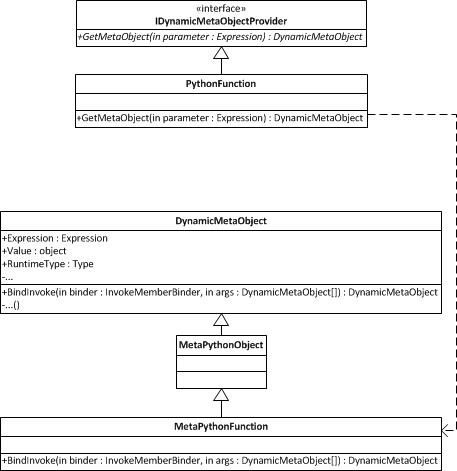 «interface»
IDynamicMetaObjectProvider
+GetMetaObject(in parameter : Expression) : DynamicMetaObject
PythonFunction
+GetMetaObject(in parameter : Expression) : DynamicMetaObject
DynamicMetaObject
+Expression : Expression
+Value : object
+RuntimeType : Type
-...
+BindInvoke(in binder : InvokeMemberBinder, in args : DynamicMetaObject[]) : DynamicMetaObject
-...()
MetaPythonObject
MetaPythonFunction
+BindInvoke(in binder : InvokeMemberBinder, in args : DynamicMetaObject[]) : DynamicMetaObject